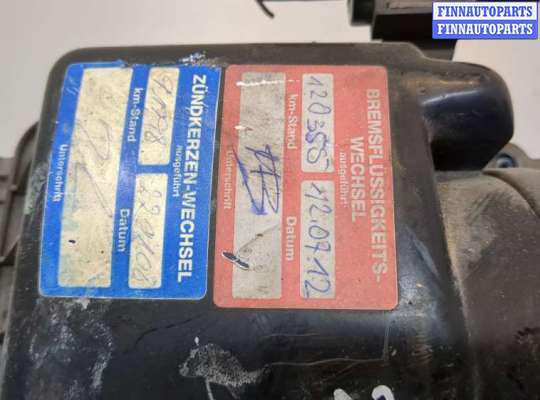 FINNAUTOPARTS
FINNAUTOPARTS
ZÜNDKERZEN-WECHSEL
ausgeführt
km-Stand
Datum
Unterschrift
BREMSFLÜSSIGKEITS-
WECHSEL
ausgeführt:
120355 12.09.12
km-Stand Datum
Unterschrift